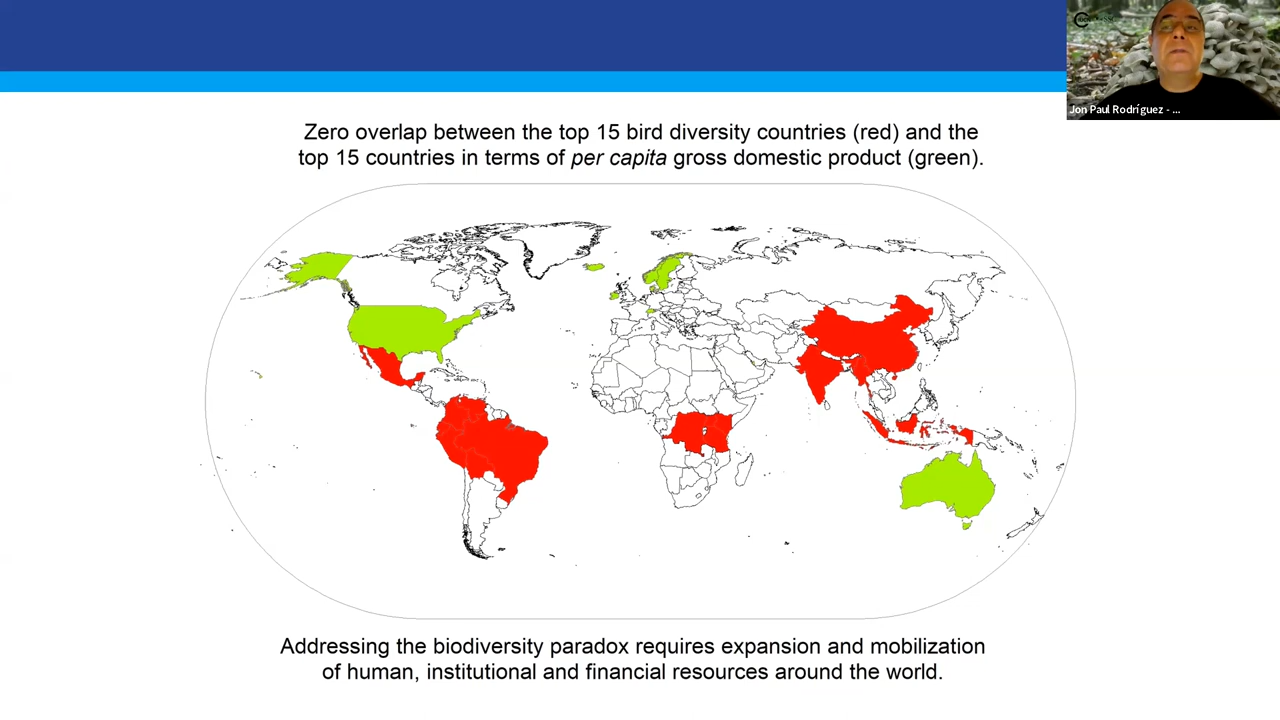 Jon Paul Rodríguez - ...
Zero overlap between the top 15 bird diversity countries (red) and the
top 15 countries in terms of per capita gross domestic product (green).
Addressing the biodiversity paradox requires expansion and mobilization
of human, institutional and financial resources around the world.